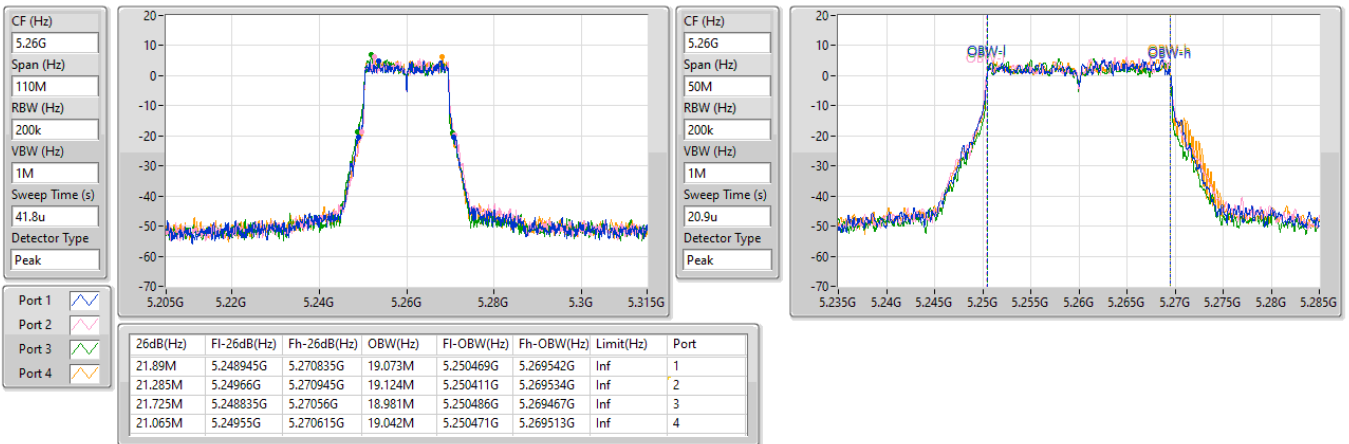 CF (Hz)
5.26G
Span (Hz)
110M
RBW (Hz)
200k
VBW (Hz)
1M
Sweep Time (s)
41.8u
Detector Type
Peak
20
10
0
-10
-20
-30
-40
-50
-60
-70
5.205G 5.22G 5.24G 5.26G 5.28G 5.3G 5.315G
CF (Hz)
5.26G
Span (Hz)
50M
RBW (Hz)
200k
VBW (Hz)
1M
Sweep Time (s)
20.9u
Detector Type
Peak
20
10
0
-10
-20
-30
-40
-50
-60
-70
OBW-l OBW-h
5.235G 5.24G 5.245G 5.25G 5.255G 5.26G 5.265G 5.27G 5.275G 5.28G 5.285G
Port 1
Port 2
Port 3
Port 4
26dB(Hz) Fl-26dB(Hz) Fh-26dB(Hz) OBW(Hz) Fl-OBW(Hz) Fh-OBW(Hz) Limit(Hz) Port
21.89M 5.248945G 5.270835G 19.073M 5.250469G 5.269542G Inf 1
21.285M 5.24966G 5.270945G 19.124M 5.250411G 5.269534G Inf 2
21.725M 5.248835G 5.27056G 18.981M 5.250486G 5.269467G Inf 3
21.065M 5.24955G 5.270615G 19.042M 5.250471G 5.269513G Inf 4